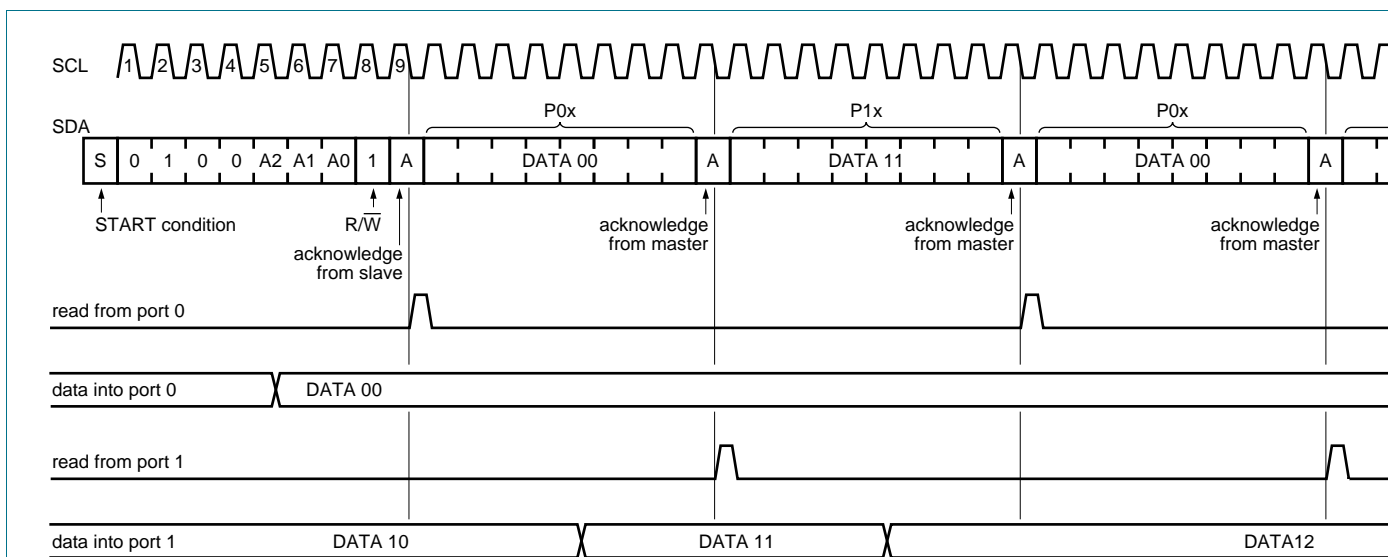 SCL 1 2 3 4 5 6 7 8 9
P0x P1x P0x
SDA
S 0 1 0 0 A2 A1 A0 1 A DATA 00 A DATA 11 A DATA 00 A
START condition R/W̅
acknowledge from slave
acknowledge from master
acknowledge from master
acknowledge from master
read from port 0
data into port 0 DATA 00
read from port 1
data into port 1 DATA 10 DATA 11 DATA12